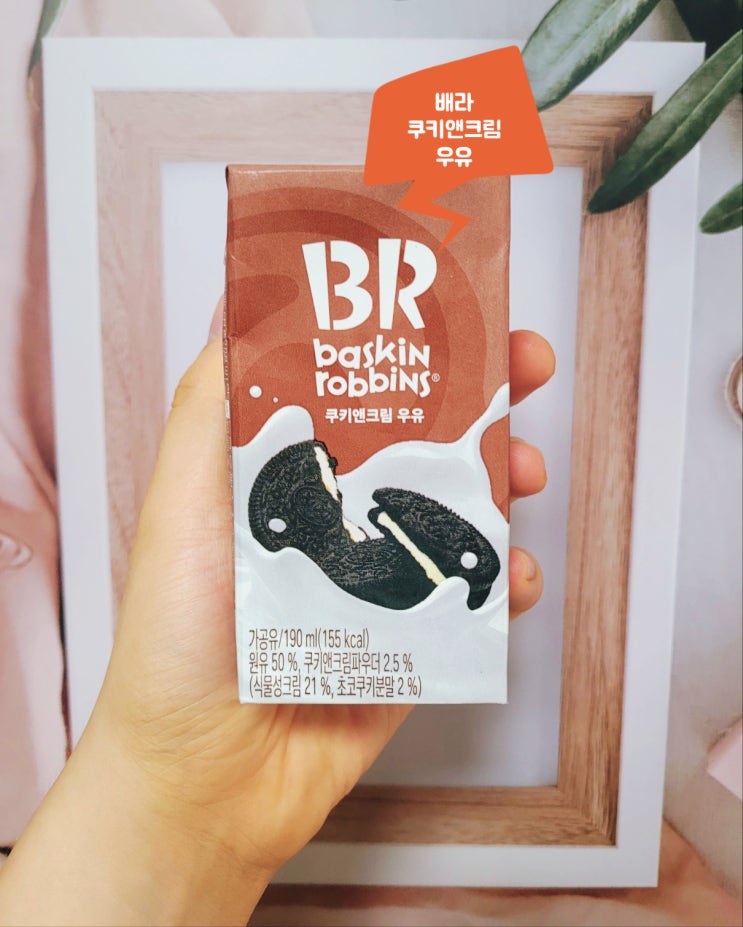 배라
쿠키앤크림
우유
BR
baskin
robbins®
쿠키앤크림 우유
가공유/190 ml(155 kcal)
원유 50 %, 쿠키앤크림파우더 2.5 %
(식물성크림 21 %, 초코쿠키분말 2 %)